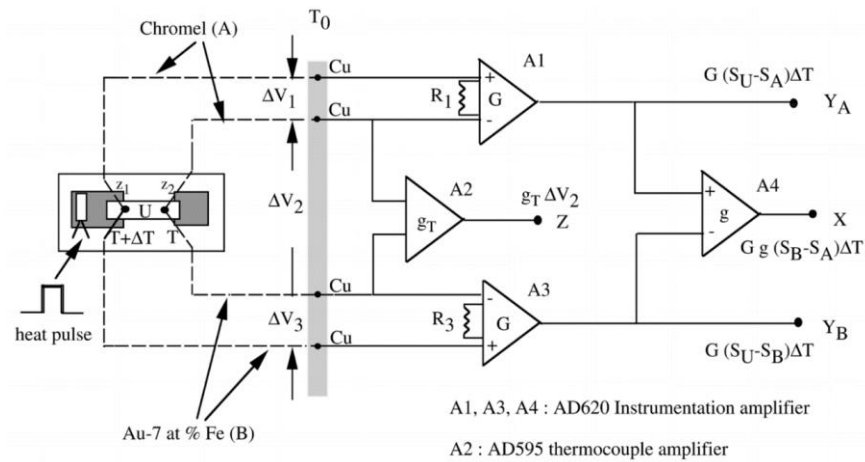 T0
Chromel (A)
Cu
A1
G (SU-SA)ΔT
ΔV1
R1
+
G
-
YA
Cu
z1
z2
ΔV2
A2
gT ΔV2
+
A4
U
gT
Z
g
X
T+ΔT
T
-
G g (SB-SA)ΔT
Cu
-
A3
heat pulse
ΔV3
R3
G
YB
Cu
+
G (SU-SB)ΔT
Au-7 at % Fe (B)
A1, A3, A4 : AD620 Instrumentation amplifier
A2 : AD595 thermocouple amplifier